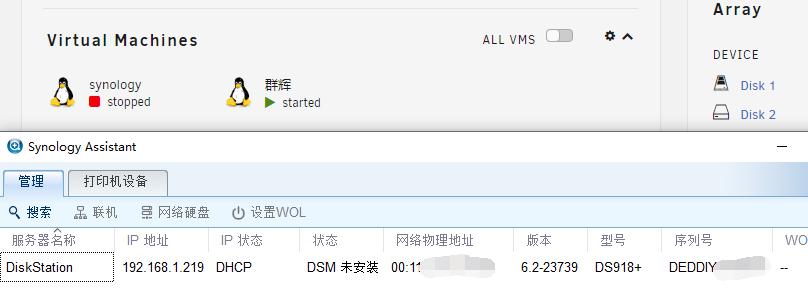 Virtual Machines
ALL VMS
synology
stopped
群辉
started
Array
DEVICE
Disk 1
Disk 2
Synology Assistant
管理 打印机设备
搜索 联机 网络硬盘 设置WOL
服务器名称 IP 地址 IP 状态 状态 网络物理地址 版本 型号 序列号 WO
DiskStation 192.168.1.219 DHCP DSM 未安装 00:11 6.2-23739 DS918+ DEDDIY --